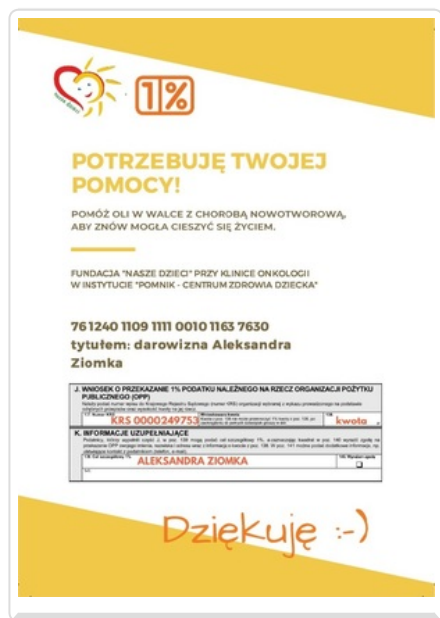 nasze dzieci
1%
POTRZEBUJĘ TWOJEJ
POMOCY!
POMÓŻ OLI W WALCE Z CHOROBĄ NOWOTWOROWĄ,
ABY ZNÓW MOGŁA CIESZYĆ SIĘ ŻYCIEM.
FUNDACJA "NASZE DZIECI" PRZY KLINICE ONKOLOGII
W INSTYTUCIE "POMNIK - CENTRUM ZDROWIA DZIECKA"
76 1240 1109 1111 0010 1163 7630
tytułem: darowizna Aleksandra
Ziomka
J. WNIOSEK O PRZEKAZANIE 1% PODATKU NALEŻNEGO NA RZECZ ORGANIZACJI POŻYTKU
PUBLICZNEGO (OPP)
KRS 0000249753
kwota
K. INFORMACJE UZUPEŁNIAJĄCE
ALEKSANDRA ZIOMKA
Dziękuję :-)